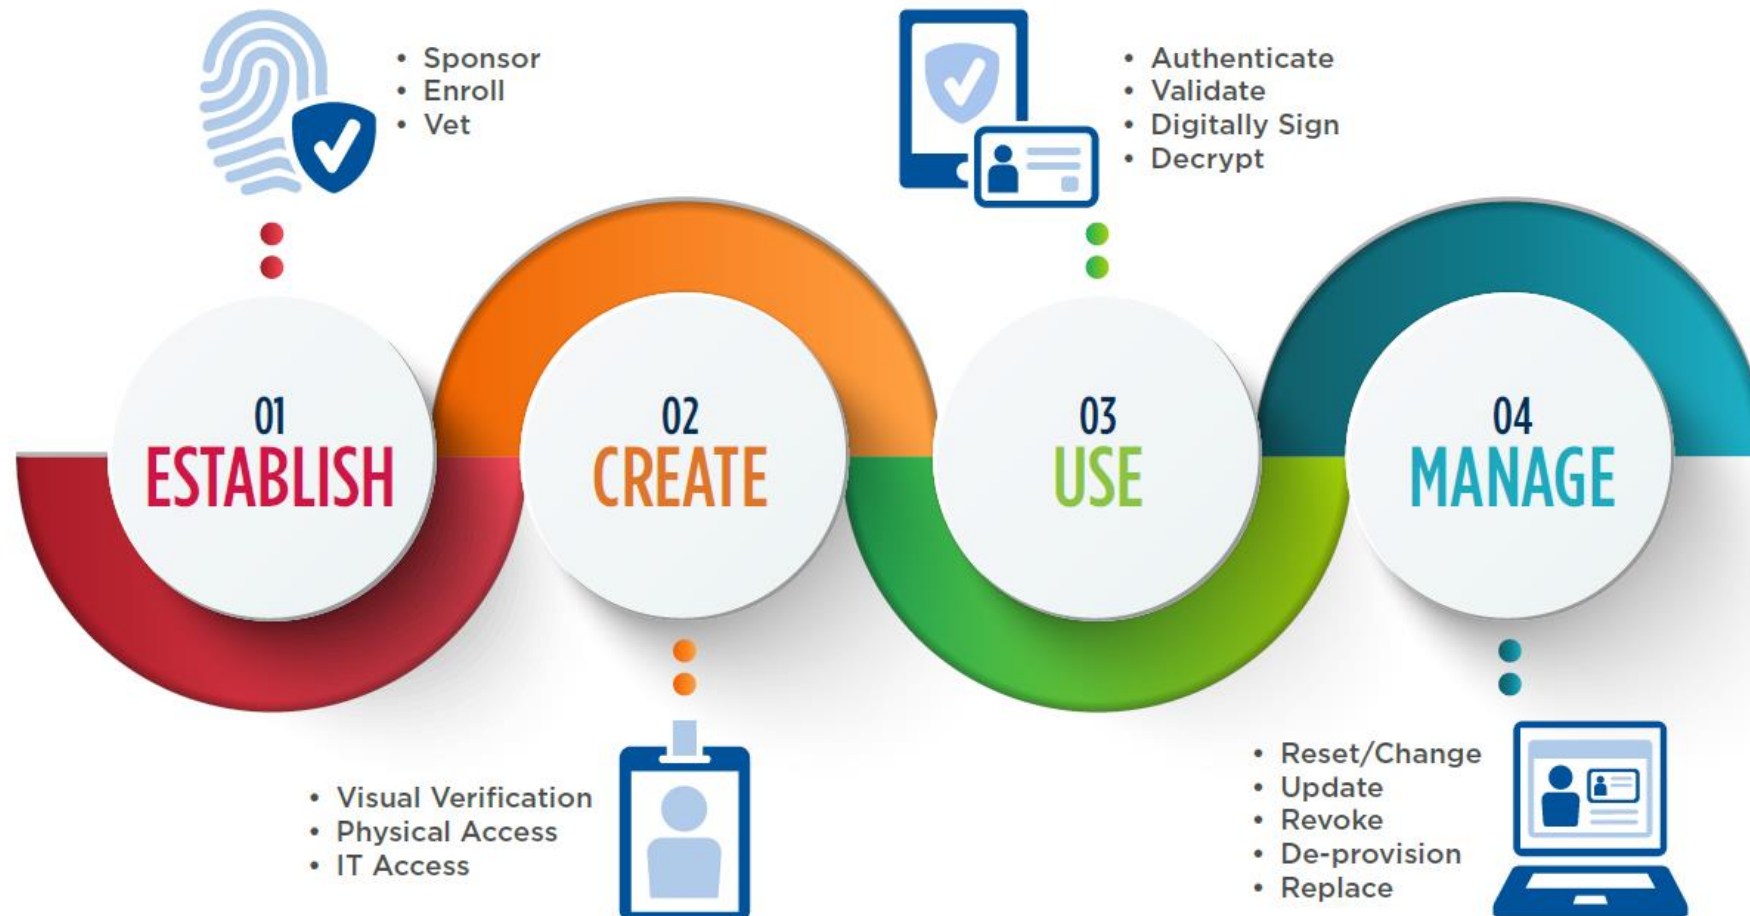 • Sponsor
• Enroll
• Vet
01
ESTABLISH
• Visual Verification
• Physical Access
• IT Access
02
CREATE
• Authenticate
• Validate
• Digitally Sign
• Decrypt
03
USE
04
MANAGE
• Reset/Change
• Update
• Revoke
• De-provision
• Replace